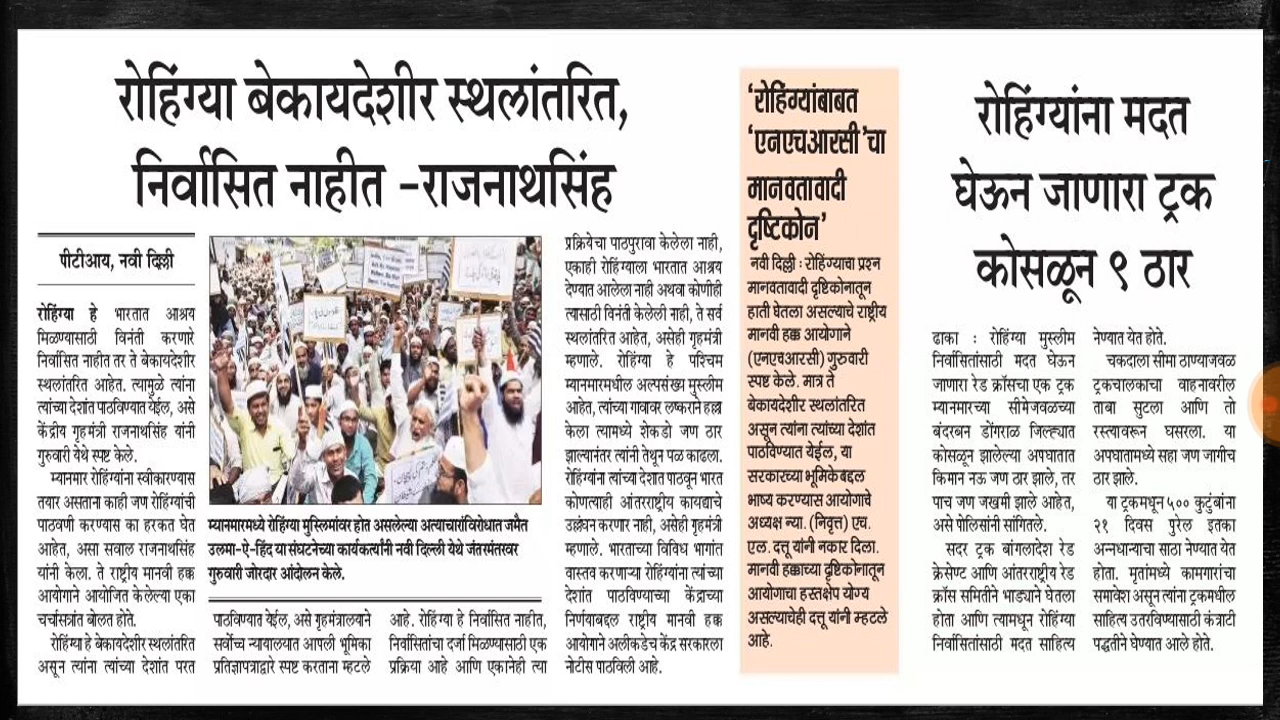 रोहिंग्या बेकायदेशीर स्थलांतरित,
निर्वासित नाहीत -राजनाथसिंह
पीटीआय, नवी दिल्ली
रोहिंग्या हे भारतात आश्रय
मिळण्यासाठी विनंती करणारे
निर्वासित नाहीत तर ते बेकायदेशीर
स्थलांतरित आहेत. त्यामुळे त्यांना
त्यांच्या देशांत पाठविण्यात येईल, असे
केंद्रीय गृहमंत्री राजनाथसिंह यांनी
गुरुवारी येथे स्पष्ट केले.
म्यानमार रोहिंग्यांना स्वीकारण्यास
तयार असताना काही जण रोहिंग्यांची
पाठवणी करण्यास का हरकत घेत
आहेत, असा सवाल राजनाथसिंह
यांनी केला. ते राष्ट्रीय मानवी हक्क
आयोगाने आयोजित केलेल्या एका
चर्चासत्रांत बोलत होते.
रोहिंग्या हे बेकायदेशीर स्थलांतरित
असून त्यांना त्यांच्या देशांत परत
म्यानमारमध्ये रोहिंग्या मुस्लिमांवर होत असलेल्या अत्याचारांविरोधात जमैत
उलमा-ऐ-हिंद या संघटनेच्या कार्यकर्त्यांनी नवी दिल्ली येथे जंतरमंतरवर
गुरुवारी जोरदार आंदोलन केले.
पाठविण्यात येईल, असे गृहमंत्रालयाने
सर्वोच्च न्यायालयात आपली भूमिका
प्रतिज्ञापत्राद्वारे स्पष्ट करताना म्हटले
आहे. रोहिंग्या हे निर्वासित नाहीत,
निर्वासितांचा दर्जा मिळण्यासाठी एक
प्रक्रिया आहे आणि एकानेही त्या
प्रक्रियेचा पाठपुरावा केलेला नाही,
एकाही रोहिंग्याला भारतात आश्रय
देण्यात आलेला नाही अथवा कोणीही
त्यासाठी विनंती केलेली नाही, ते सर्व
स्थलांतरित आहेत, असेही गृहमंत्री
म्हणाले. रोहिंग्या हे पश्चिम
म्यानमारमधील अल्पसंख्य मुस्लीम
आहेत, त्यांच्या गावावर लष्कराने हल्ला
केला त्यामध्ये शेकडो जण ठार
झाल्यानंतर त्यांनी तेथून पळ काढला.
रोहिंग्यांना त्यांच्या देशात पाठवून भारत
कोणत्याही आंतरराष्ट्रीय कायद्याचे
उल्लंघन करणार नाही, असेही गृहमंत्री
म्हणाले. भारताच्या विविध भागांत
वास्तव करणाऱ्या रोहिंग्यांना त्यांच्या
देशांत पाठविण्याच्या केंद्राच्या
निर्णयाबद्दल राष्ट्रीय मानवी हक्क
आयोगाने अलीकडेच केंद्र सरकारला
नोटीस पाठविली आहे.
‘रोहिंग्यांबाबत
‘एनएचआरसी’चा
मानवतावादी
दृष्टिकोन’
नवी दिल्ली : रोहिंग्याचा प्रश्न
मानवतावादी दृष्टिकोनातून
हाती घेतला असल्याचे राष्ट्रीय
मानवी हक्क आयोगाने
(एनएचआरसी) गुरुवारी
स्पष्ट केले. मात्र ते
बेकायदेशीर स्थलांतरित
असून त्यांना त्यांच्या देशांत
पाठविण्यात येईल, या
सरकारच्या भूमिकेबद्दल
भाष्य करण्यास आयोगाचे
अध्यक्ष न्या. (निवृत्त) एच.
एल. दत्तू यांनी नकार दिला.
मानवी हक्काच्या दृष्टिकोनातून
आयोगाचा हस्तक्षेप योग्य
असल्याचेही दत्तू यांनी म्हटले
आहे.
रोहिंग्यांना मदत
घेऊन जाणारा ट्रक
कोसळून ९ ठार
ढाका : रोहिंग्या मुस्लीम
निर्वासितांसाठी मदत घेऊन
जाणारा रेड क्रॉसचा एक ट्रक
म्यानमारच्या सीमेजवळच्या
बंदरबन डोंगराळ जिल्ह्यात
कोसळून झालेल्या अपघातात
किमान नऊ जण ठार झाले, तर
पाच जण जखमी झाले आहेत,
असे पोलिसांनी सांगितले.
सदर ट्रक बांगलादेश रेड
क्रेसेण्ट आणि आंतरराष्ट्रीय रेड
क्रॉस समितीने भाड्याने घेतला
होता आणि त्यामधून रोहिंग्या
निर्वासितांसाठी मदत साहित्य
नेण्यात येत होते.
चकदाला सीमा ठाण्याजवळ
ट्रकचालकाचा वाहनावरील
ताबा सुटला आणि तो
रस्त्यावरून घसरला. या
अपघातामध्ये सहा जण जागीच
ठार झाले.
या ट्रकमधून ५०० कुटुंबांना
२१ दिवस पुरेल इतका
अन्नधान्याचा साठा नेण्यात येत
होता. मृतांमध्ये कामगारांचा
समावेश असून त्यांना ट्रकमधील
साहित्य उतरविण्यासाठी कंत्राटी
पद्धतीने घेण्यात आले होते.